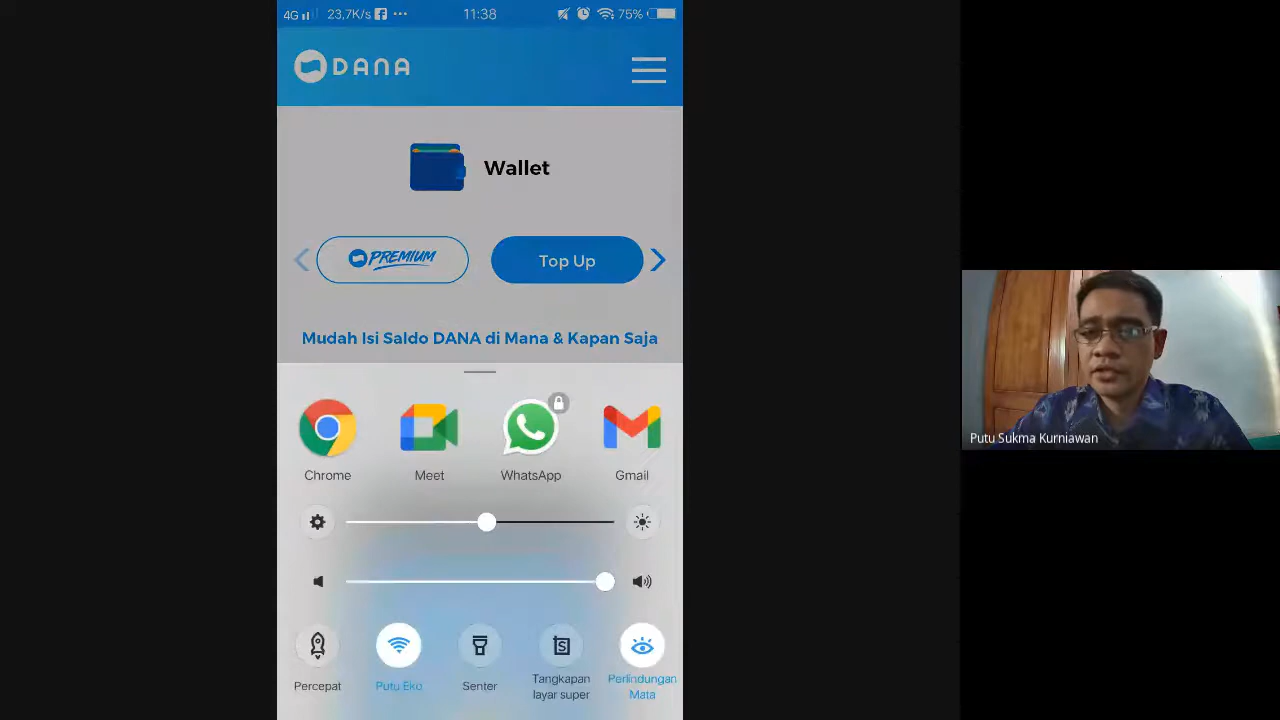 4G 23,7K/s ... 11:38 75%
DANA
Wallet
PREMIUM
Top Up
Mudah Isi Saldo DANA di Mana & Kapan Saja
Chrome Meet WhatsApp Gmail
Percepat Putu Eko Senter Tangkapan layar super Perlindungan Mata
Putu Sukma Kurniawan